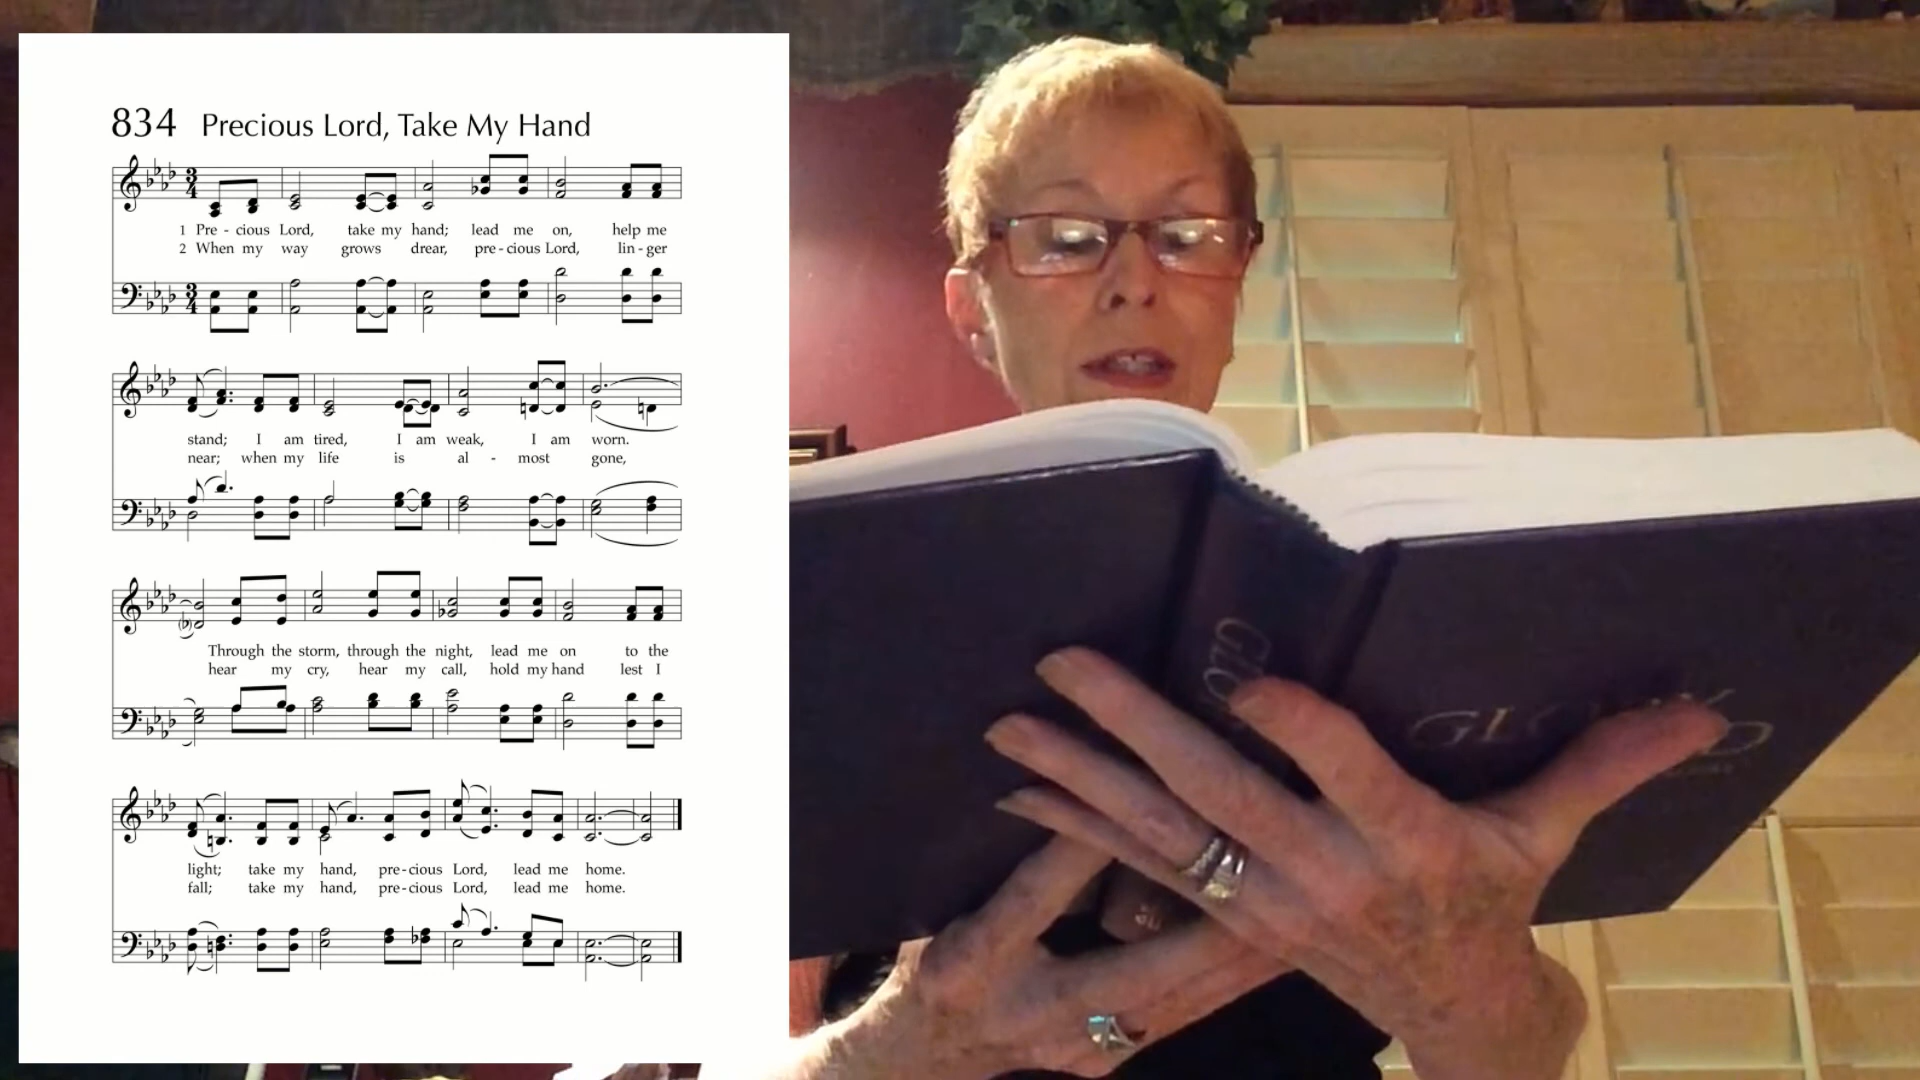 834 Precious Lord, Take My Hand
3
4
1 Pre - cious Lord, take my hand; lead me on, help me
2 When my way grows drear, pre - cious Lord, lin - ger
3
4
stand; I am tired, I am weak, I am worn.
near; when my life is al - most gone,
Through the storm, through the night, lead me on to the
hear my cry, hear my call, hold my hand lest I
light; take my hand, pre - cious Lord, lead me home.
fall; take my hand, pre - cious Lord, lead me home.